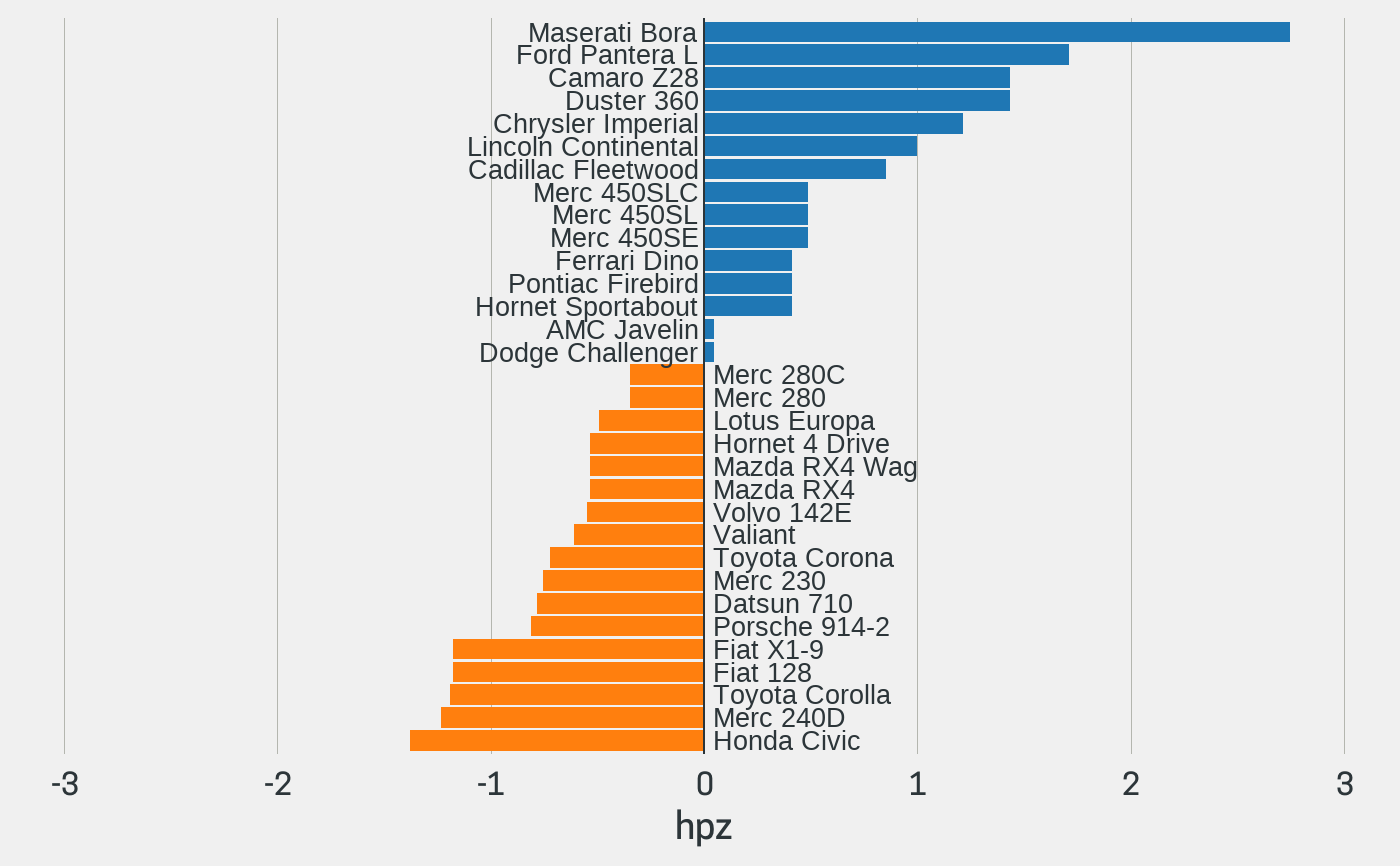 Maserati Bora
Ford Pantera L
Camaro Z28
Duster 360
Chrysler Imperial
Lincoln Continental
Cadillac Fleetwood
Merc 450SLC
Merc 450SL
Merc 450SE
Ferrari Dino
Pontiac Firebird
Hornet Sportabout
AMC Javelin
Dodge Challenger
Merc 280C
Merc 280
Lotus Europa
Hornet 4 Drive
Mazda RX4 Wag
Mazda RX4
Volvo 142E
Valiant
Toyota Corona
Merc 230
Datsun 710
Porsche 914-2
Fiat X1-9
Fiat 128
Toyota Corolla
Merc 240D
Honda Civic
-3 -2 -1 0 1 2 3
hpz